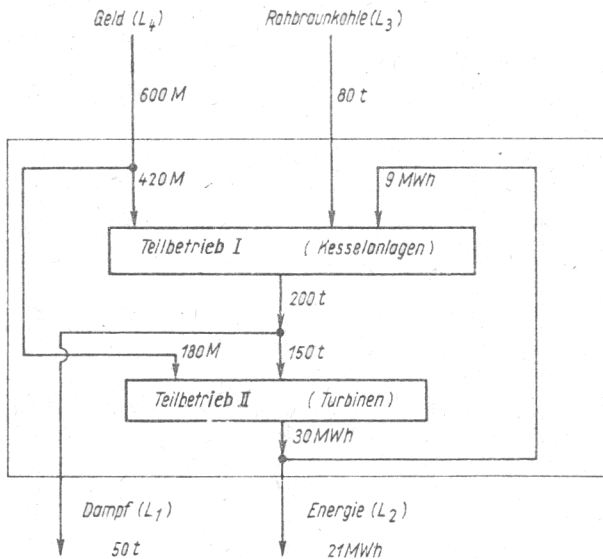 Geld (L4) Rohbraunkohle (L3)
600 M 80 t
420 M 9 MWh
Teilbetrieb I ( Kesselanlagen )
200 t
180 M 150 t
Teilbetrieb II ( Turbinen )
30 MWh
Dampf (L1) Energie (L2)
50 t 21 MWh